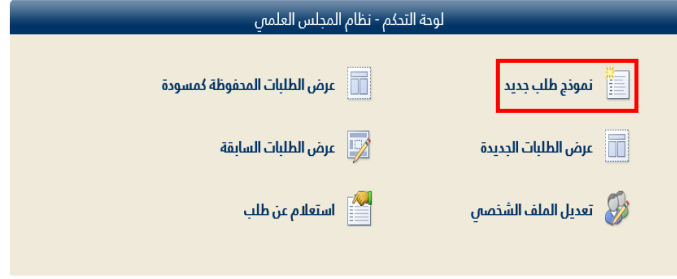 لوحة التحكم - نظام المجلس العلمي
نموذج طلب جديد
عرض الطلبات المحفوظة كمسودة
عرض الطلبات الجديدة
عرض الطلبات السابقة
تعديل الملف الشخصي
استعلام عن طلب